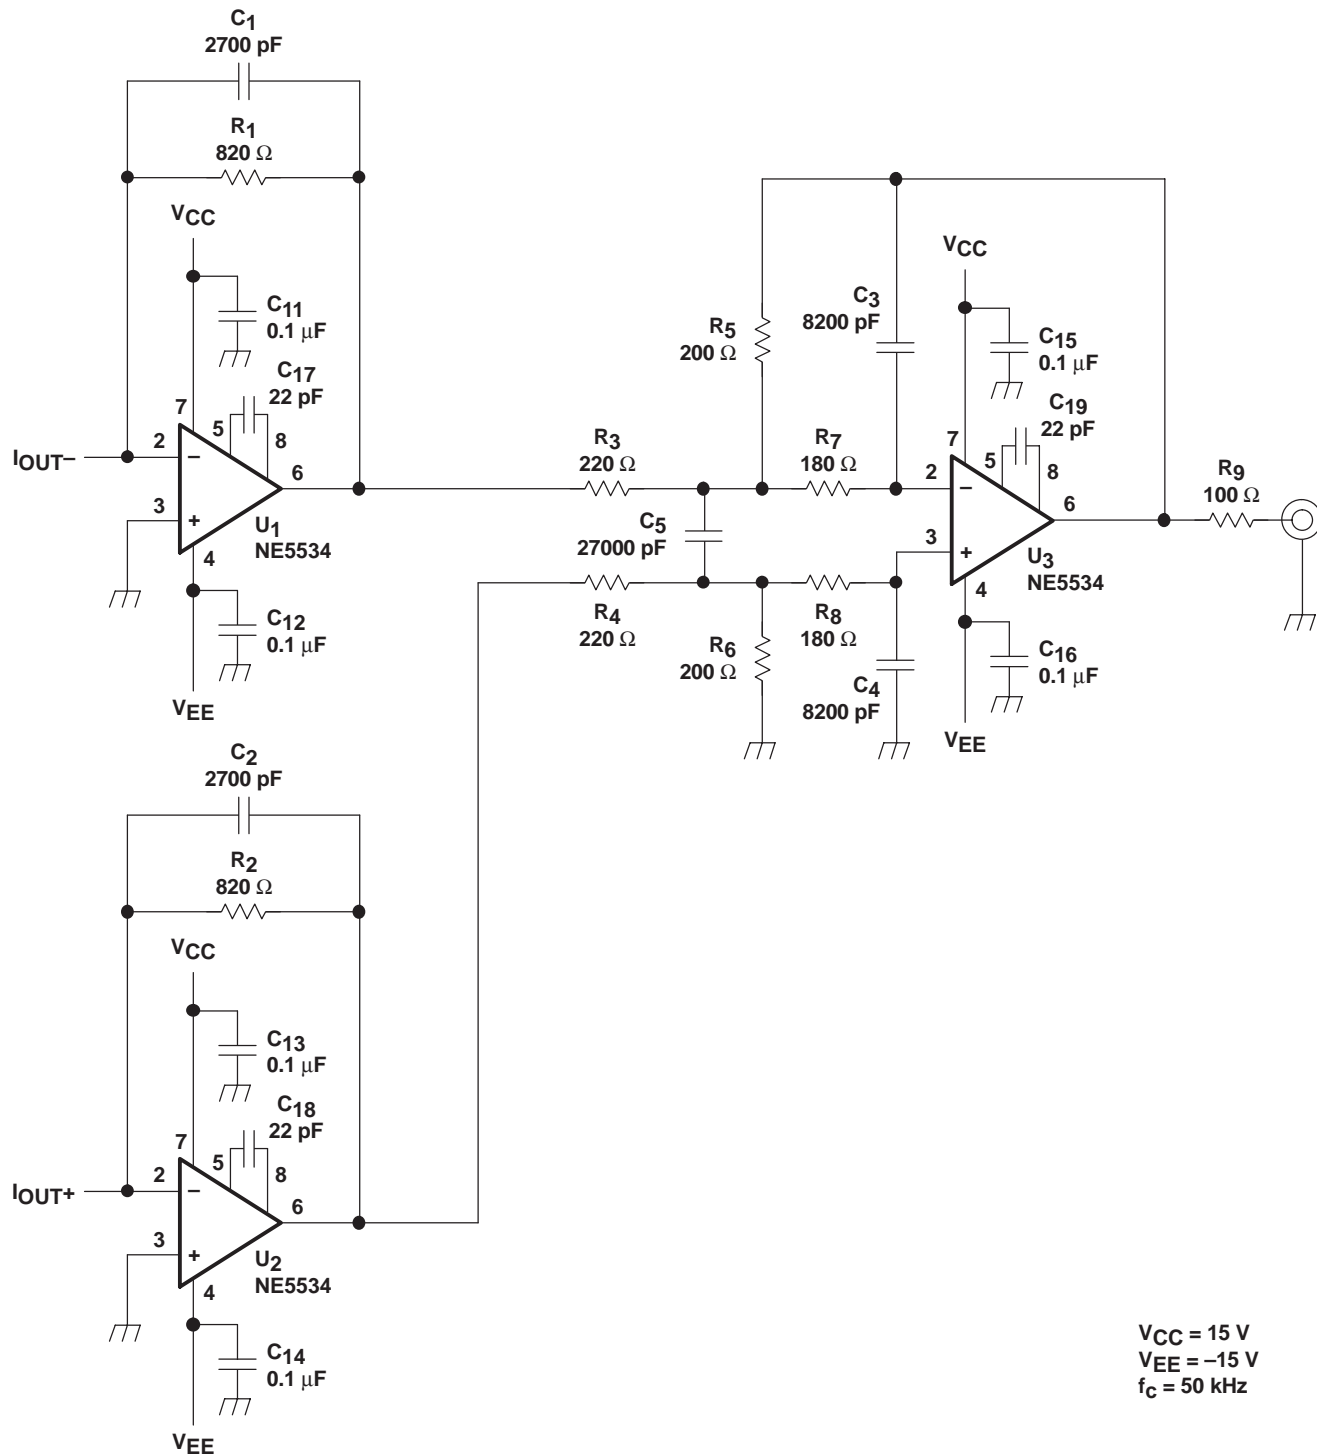 C1
2700 pF
R1
820 Ω
VCC
C11
0.1 µF
C17
22 pF
7
5
8
2
IOUT–
–
6
3
+
U1
NE5534
4
C12
0.1 µF
VEE
R3
220 Ω
C5
27000 pF
R4
220 Ω
R5
200 Ω
C3
8200 pF
R7
180 Ω
R8
180 Ω
R6
200 Ω
C4
8200 pF
VCC
C15
0.1 µF
C19
22 pF
7
5
8
2
–
6
3
+
U3
NE5534
4
R9
100 Ω
C16
0.1 µF
VEE
C2
2700 pF
R2
820 Ω
VCC
C13
0.1 µF
C18
22 pF
7
5
8
2
IOUT+
–
6
3
+
U2
NE5534
4
C14
0.1 µF
VEE
VCC = 15 V
VEE = –15 V
fc = 50 kHz